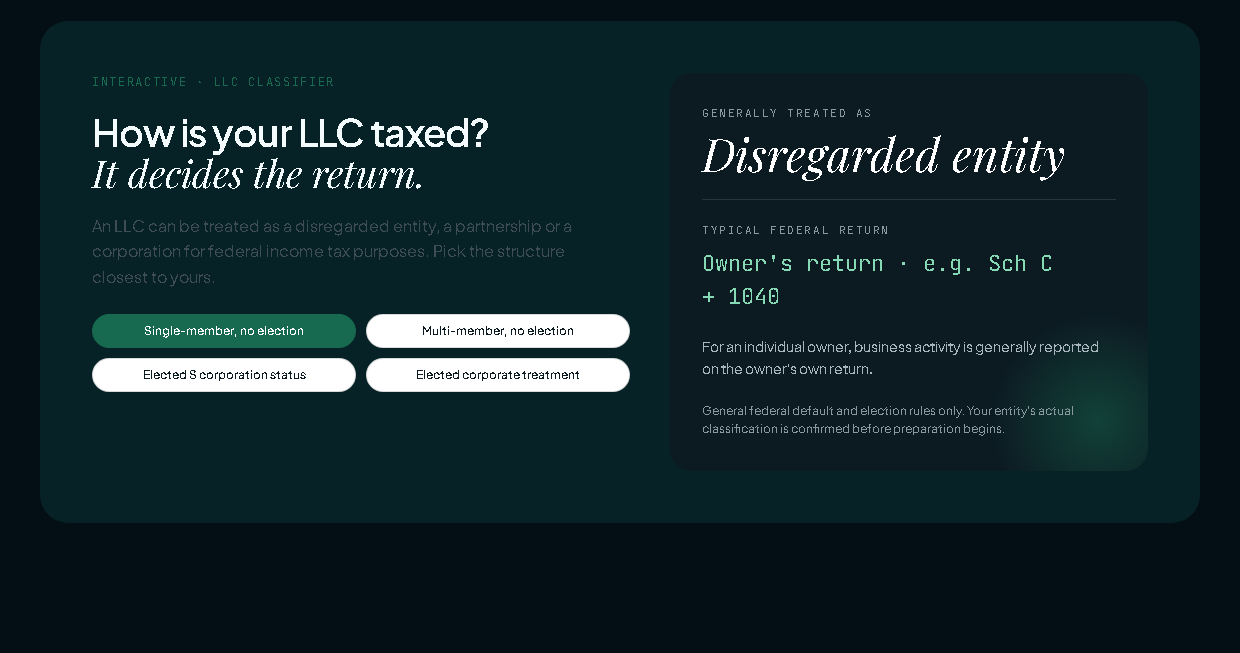 INTERACTIVE · LLC CLASSIFIER
How is your LLC taxed?
It decides the return.
An LLC can be treated as a disregarded entity, a partnership or a
corporation for federal income tax purposes. Pick the structure
closest to yours.
Single-member, no election
Multi-member, no election
Elected S corporation status
Elected corporate treatment
GENERALLY TREATED AS
Disregarded entity
TYPICAL FEDERAL RETURN
Owner's return · e.g. Sch C
+ 1040
For an individual owner, business activity is generally reported
on the owner's own return.
General federal default and election rules only. Your entity's actual
classification is confirmed before preparation begins.